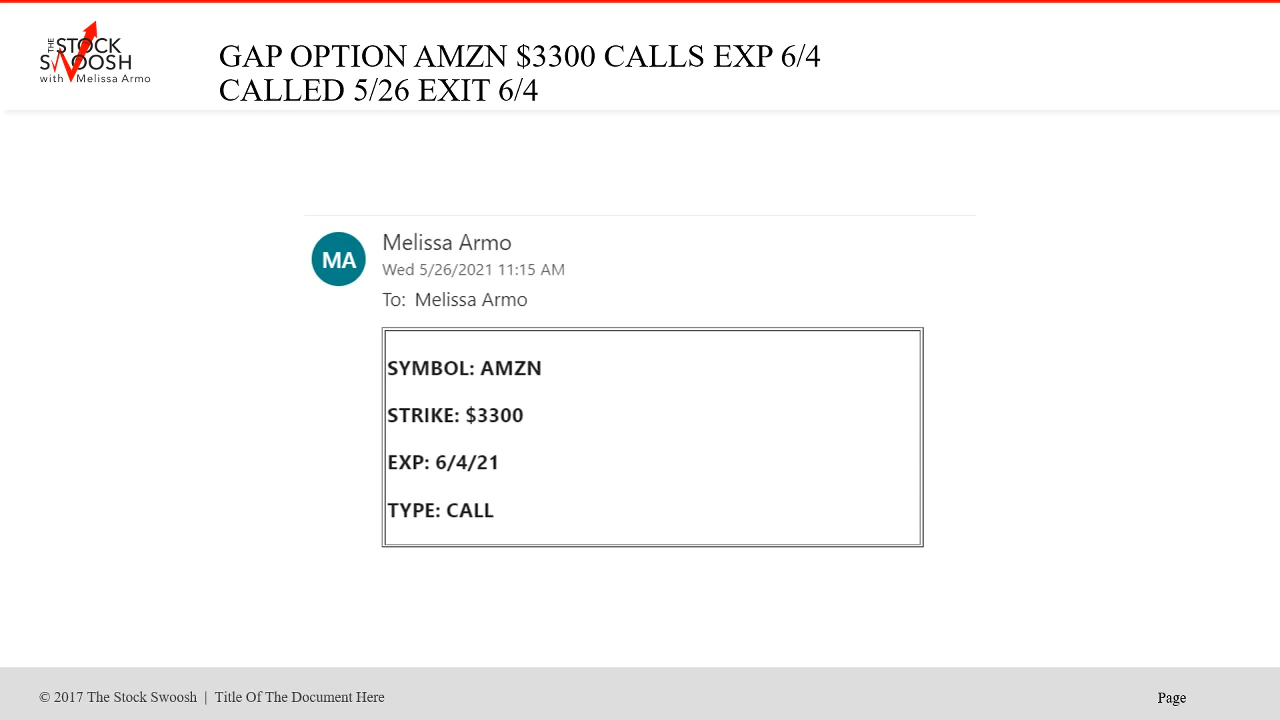 THE
STOCK
SWOOSH
with Melissa Armo
GAP OPTION AMZN $3300 CALLS EXP 6/4
CALLED 5/26 EXIT 6/4
MA
Melissa Armo
Wed 5/26/2021 11:15 AM
To: Melissa Armo
SYMBOL: AMZN
STRIKE: $3300
EXP: 6/4/21
TYPE: CALL
© 2017 The Stock Swoosh | Title Of The Document Here
Page